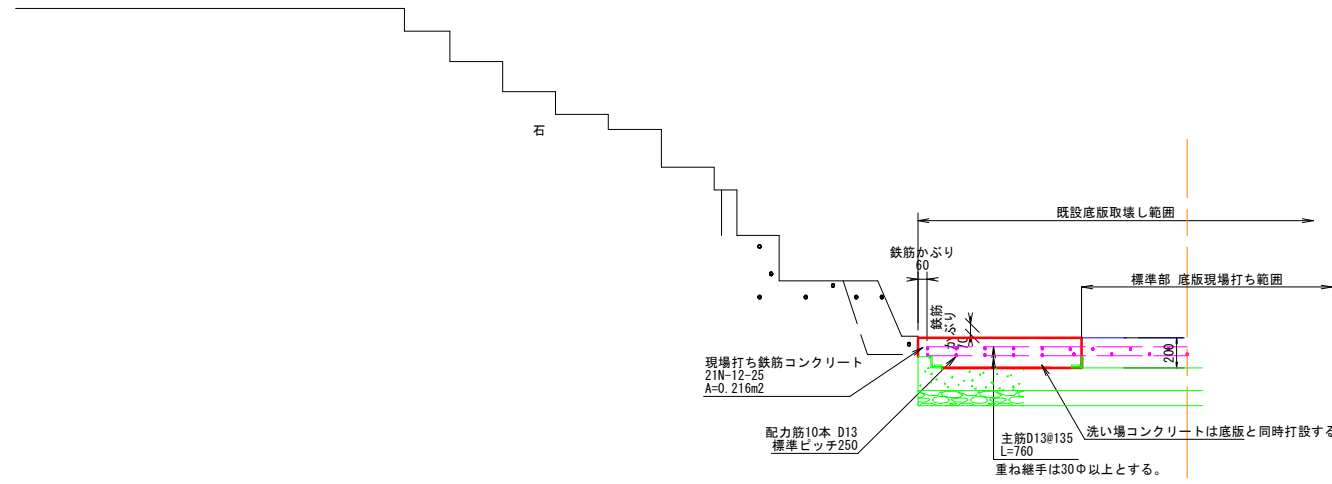 石
既設底版取壊し範囲
鉄筋かぶり
60
標準部 底版現場打ち範囲
鉄筋
かぶり
70
200
現場打ち鉄筋コンクリート
21N-12-25
A=0.216m2
配力筋10本 D13
標準ピッチ250
主筋D13@135
L=760
洗い場コンクリートは底版と同時打設する
重ね継手は30Φ以上とする。